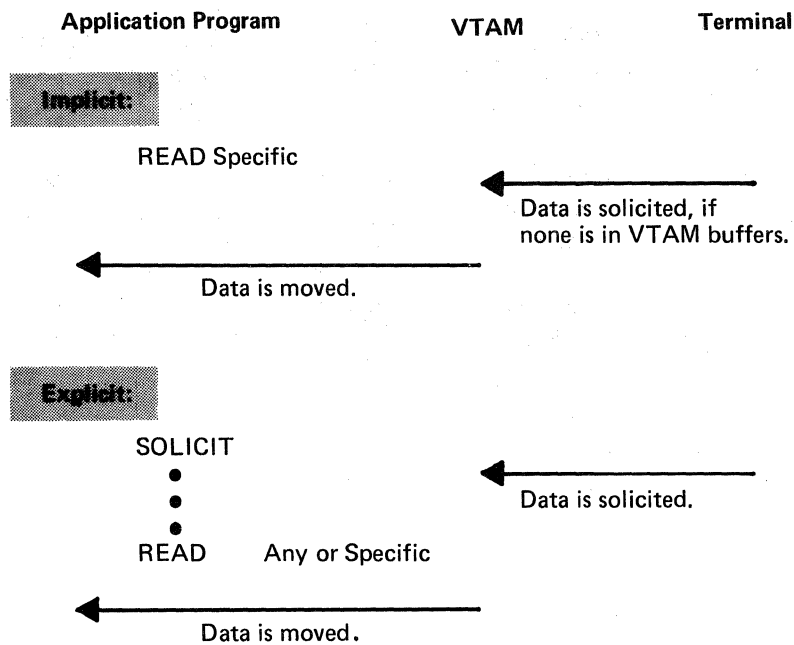 Application Program VTAM Terminal
Implicit:
READ Specific
Data is solicited, if
none is in VTAM buffers.
Data is moved.
Explicit:
SOLICIT
Data is solicited.
READ Any or Specific
Data is moved.